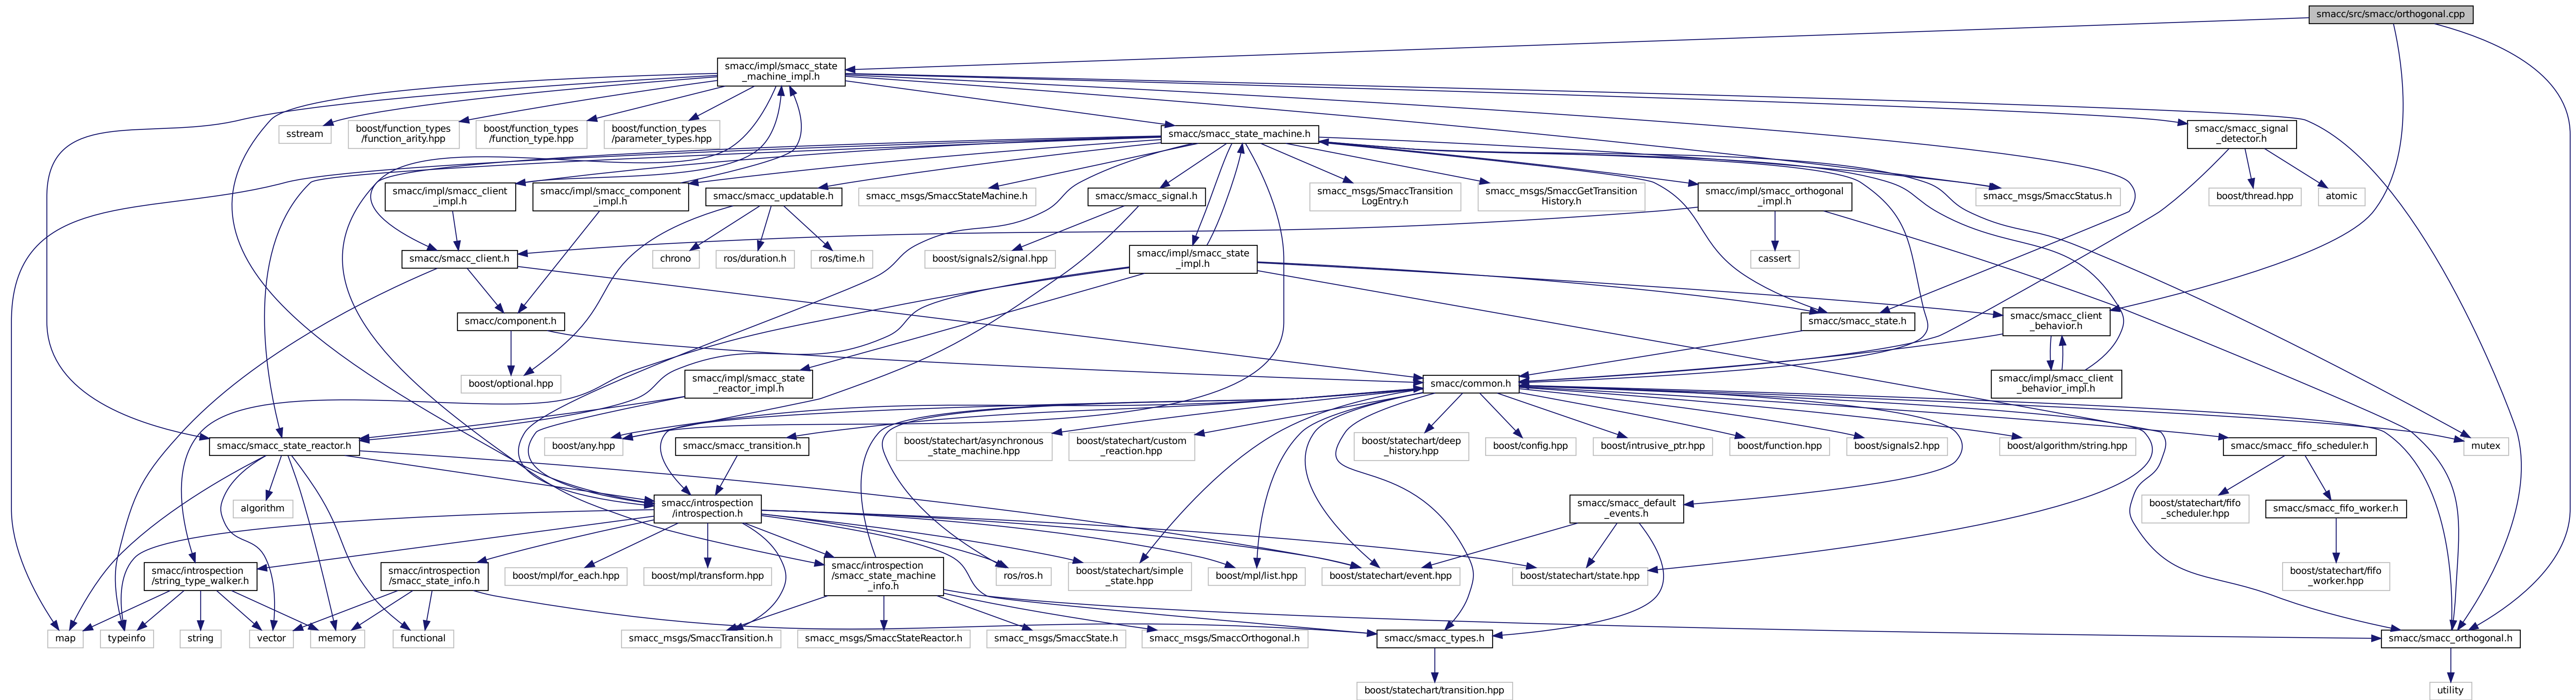 smacc/src/smacc/orthogonal.cpp
smacc/impl/smacc_state
_machine_impl.h
sstream
boost/function_types
/function_arity.hpp
boost/function_types
/function_type.hpp
boost/function_types
/parameter_types.hpp
smacc/smacc_state_machine.h
smacc/smacc_signal
_detector.h
smacc/impl/smacc_client
_impl.h
smacc/impl/smacc_component
_impl.h
smacc/smacc_updatable.h
smacc_msgs/SmaccStateMachine.h
smacc/smacc_signal.h
smacc_msgs/SmaccTransition
LogEntry.h
smacc_msgs/SmaccGetTransition
History.h
smacc/impl/smacc_orthogonal
_impl.h
smacc_msgs/SmaccStatus.h
boost/thread.hpp
atomic
smacc/smacc_client.h
chrono
ros/duration.h
ros/time.h
boost/signals2/signal.hpp
smacc/impl/smacc_state
_impl.h
cassert
smacc/component.h
smacc/smacc_state.h
smacc/smacc_client
_behavior.h
boost/optional.hpp
smacc/impl/smacc_state
_reactor_impl.h
smacc/common.h
smacc/impl/smacc_client
_behavior_impl.h
smacc/smacc_state_reactor.h
boost/any.hpp
smacc/smacc_transition.h
boost/statechart/asynchronous
_state_machine.hpp
boost/statechart/custom
_reaction.hpp
boost/statechart/deep
_history.hpp
boost/config.hpp
boost/intrusive_ptr.hpp
boost/function.hpp
boost/signals2.hpp
boost/algorithm/string.hpp
smacc/smacc_fifo_scheduler.h
mutex
algorithm
smacc/introspection
/introspection.h
smacc/smacc_default
_events.h
boost/statechart/fifo
_scheduler.hpp
smacc/smacc_fifo_worker.h
smacc/introspection
/string_type_walker.h
smacc/introspection
/smacc_state_info.h
boost/mpl/for_each.hpp
boost/mpl/transform.hpp
smacc/introspection
/smacc_state_machine
_info.h
ros/ros.h
boost/statechart/simple
_state.hpp
boost/mpl/list.hpp
boost/statechart/event.hpp
boost/statechart/state.hpp
boost/statechart/fifo
_worker.hpp
map
typeinfo
string
vector
memory
functional
smacc_msgs/SmaccTransition.h
smacc_msgs/SmaccStateReactor.h
smacc_msgs/SmaccState.h
smacc_msgs/SmaccOrthogonal.h
smacc/smacc_types.h
smacc/smacc_orthogonal.h
boost/statechart/transition.hpp
utility